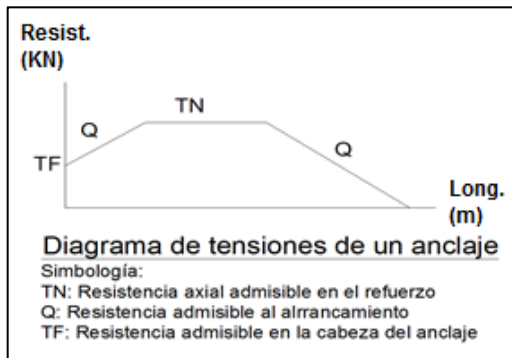 Resist.
(KN)
TN
Q
Q
TF
Long.
(m)
Diagrama de tensiones de un anclaje
Simbología:
TN: Resistencia axial admisible en el refuerzo
Q: Resistencia admisible al alrrancamiento
TF: Resistencia admisible en la cabeza del anclaje